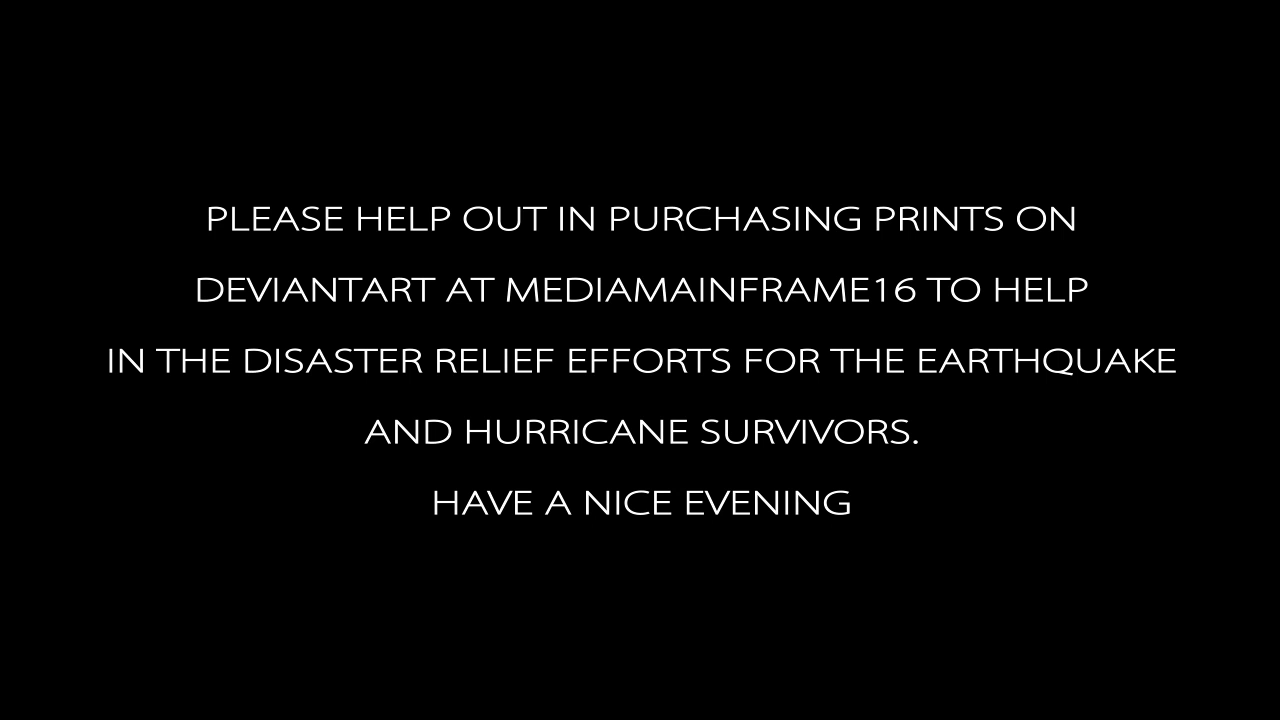 PLEASE HELP OUT IN PURCHASING PRINTS ON
DEVIANTART AT MEDIAMAINFRAME16 TO HELP
IN THE DISASTER RELIEF EFFORTS FOR THE EARTHQUAKE
AND HURRICANE SURVIVORS.
HAVE A NICE EVENING